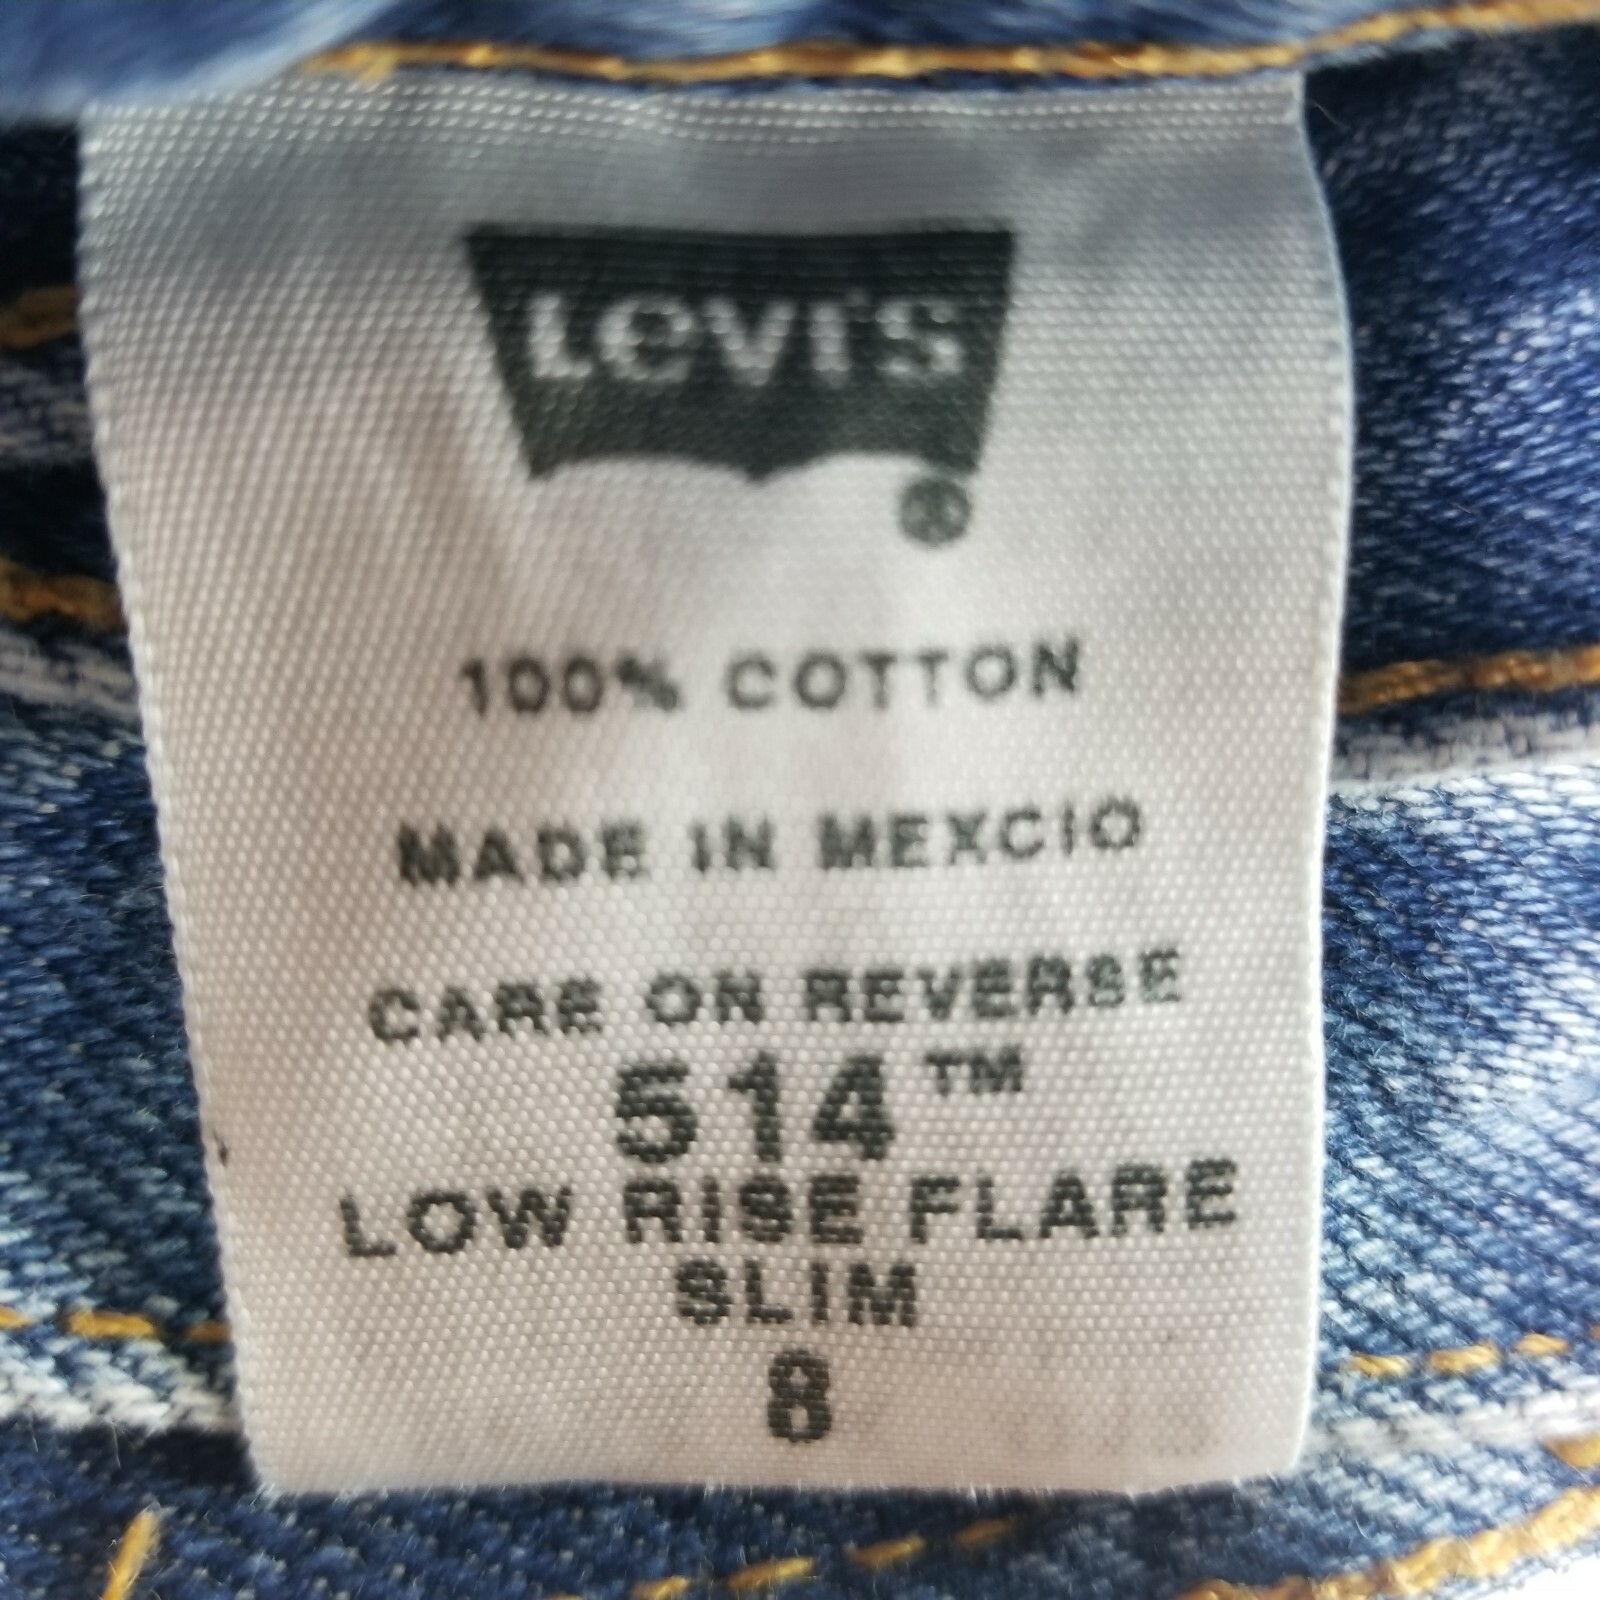 Levi's
®
100% COTTON
MADE IN MEXCIO
CARE ON REVERSE
514™
LOW RISE FLARE
SLIM
8